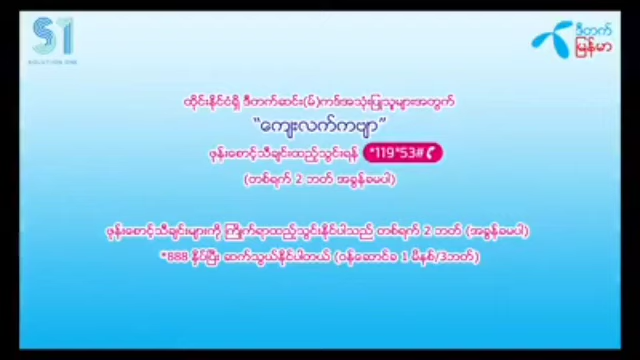 S1
SOLUTION ONE
ဒီတက်
မြန်မာ
ထိုင်းနိုင်ငံရှိ ဒီတက်ဆင်း(မ်)ကဒ်အသုံးပြုသူများအတွက်
“ကျေးလက်ကဗျာ”
ဖုန်းစောင့်သီချင်းထည့်သွင်းရန် *119*53#
(တစ်ရက် 2 ဘတ် အခွန်ခမပါ)
ဖုန်းစောင့်သီချင်းများကို ကြိုက်ရာထည့်သွင်းနိုင်ပါသည် တစ်ရက် 2 ဘတ် (အခွန်ခမပါ)
*888 နှိပ်ပြီး ဆက်သွယ်နိုင်ပါတယ် (ဝန်ဆောင်ခ 1 မိနစ်/3ဘတ်)